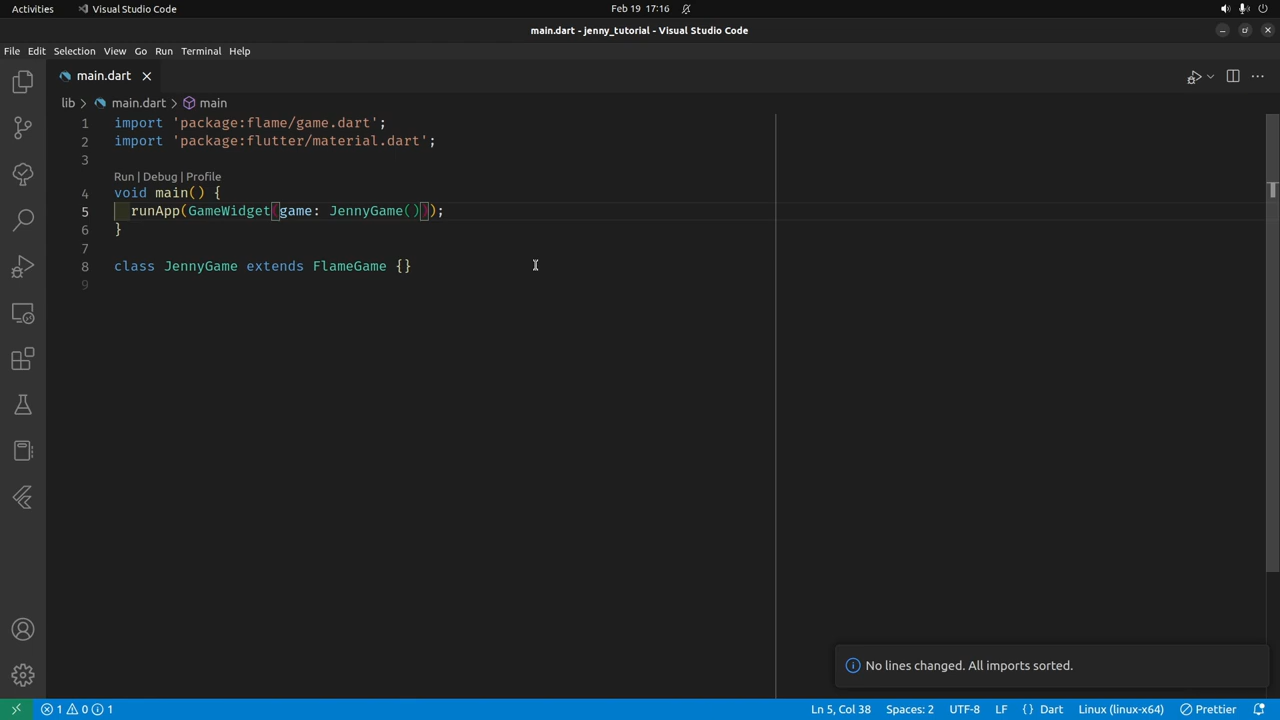 Activities Visual Studio Code Feb 19 17:16
main.dart - jenny_tutorial - Visual Studio Code
File Edit Selection View Go Run Terminal Help
main.dart
lib > main.dart > main
1 import 'package:flame/game.dart';
2 import 'package:flutter/material.dart';
3
Run | Debug | Profile
4 void main() {
5 runApp(GameWidget(game: JennyGame()));
6 }
7
8 class JennyGame extends FlameGame {}
9
No lines changed. All imports sorted.
1 0 1 Ln 5, Col 38 Spaces: 2 UTF-8 LF {} Dart Linux (linux-x64) Prettier